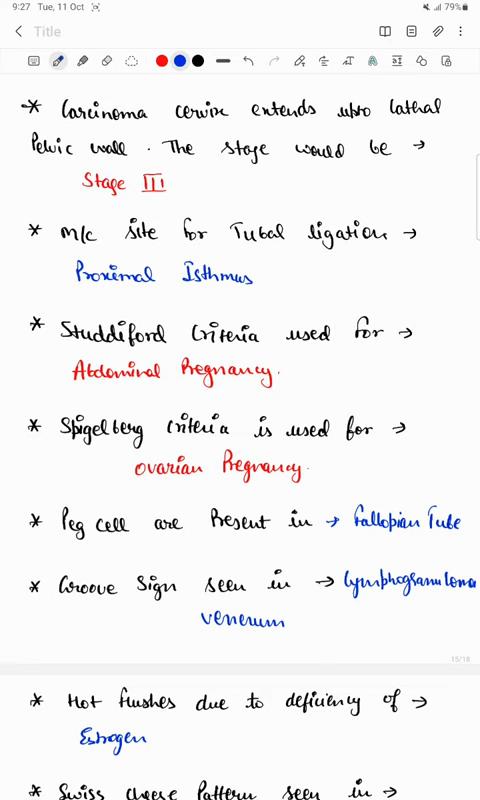 9:27 Tue, 11 Oct
79%
Title
* Carcinoma cervix extends upto lathal
Pelvic wall. The stage would be →
Stage III
* M/c site for Tubal ligation →
Proximal Isthmus
* Studdiford Criteria used for →
Abdominal Pregnancy.
* Spigelberg Criteria is used for →
Ovarian Pregnancy.
* Peg cell are Present in → Fallopian Tube
* Groove Sign seen in → Lymphogranuloma
venerum
15/18
* Hot flushes due to deficiency of →
Estrogen
* Swiss cheese Pattern seen in →